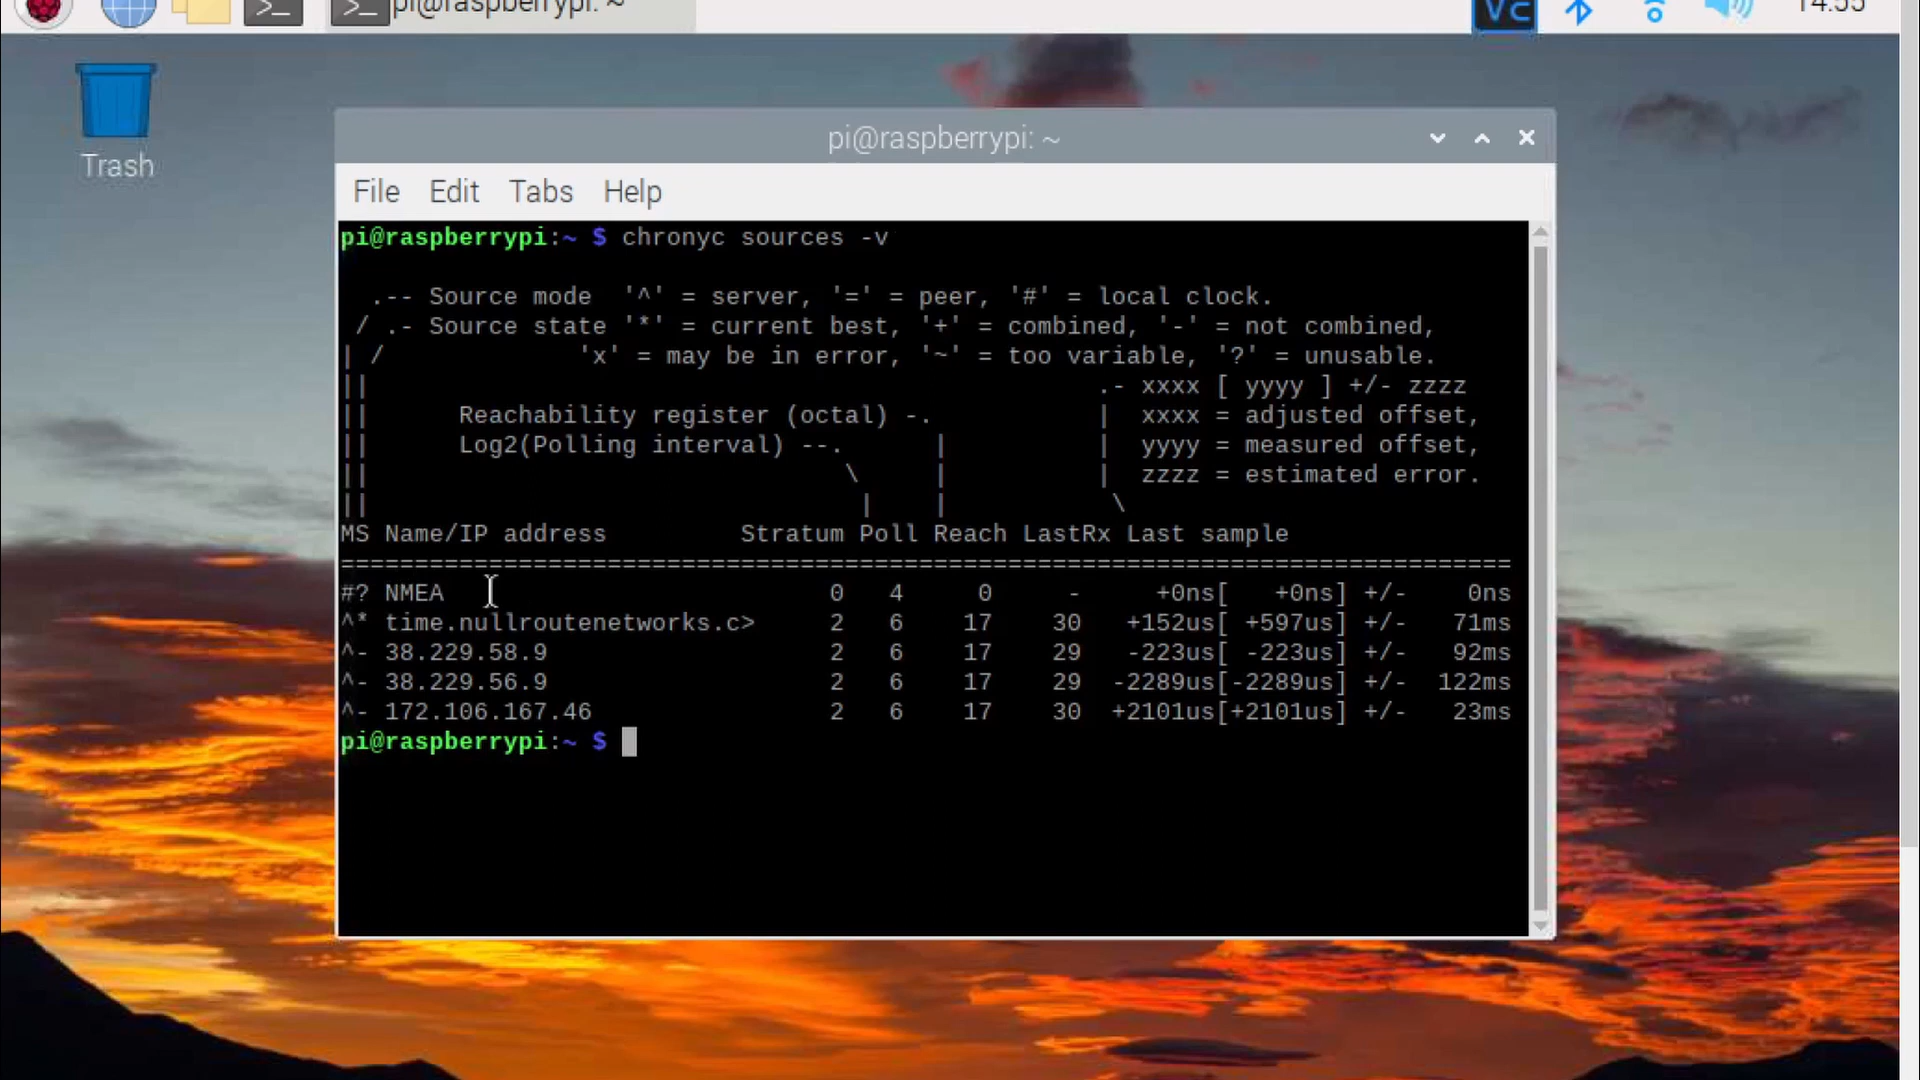 pi@raspberrypi: ~
14:55
Trash
pi@raspberrypi: ~
File Edit Tabs Help
pi@raspberrypi:~ $ chronyc sources -v
.-- Source mode '^' = server, '=' = peer, '#' = local clock.
/ .- Source state '*' = current best, '+' = combined, '-' = not combined,
| / 'x' = may be in error, '~' = too variable, '?' = unusable.
|| .- xxxx [ yyyy ] +/- zzzz
|| Reachability register (octal) -. | xxxx = adjusted offset,
|| Log2(Polling interval) --. | | yyyy = measured offset,
|| \ | | zzzz = estimated error.
|| | | \
MS Name/IP address Stratum Poll Reach LastRx Last sample
===============================================================================
#? NMEA 0 4 0 - +0ns[ +0ns] +/- 0ns
^* time.nullroutenetworks.c> 2 6 17 30 +152us[ +597us] +/- 71ms
^- 38.229.58.9 2 6 17 29 -223us[ -223us] +/- 92ms
^- 38.229.56.9 2 6 17 29 -2289us[-2289us] +/- 122ms
^- 172.106.167.46 2 6 17 30 +2101us[+2101us] +/- 23ms
pi@raspberrypi:~ $